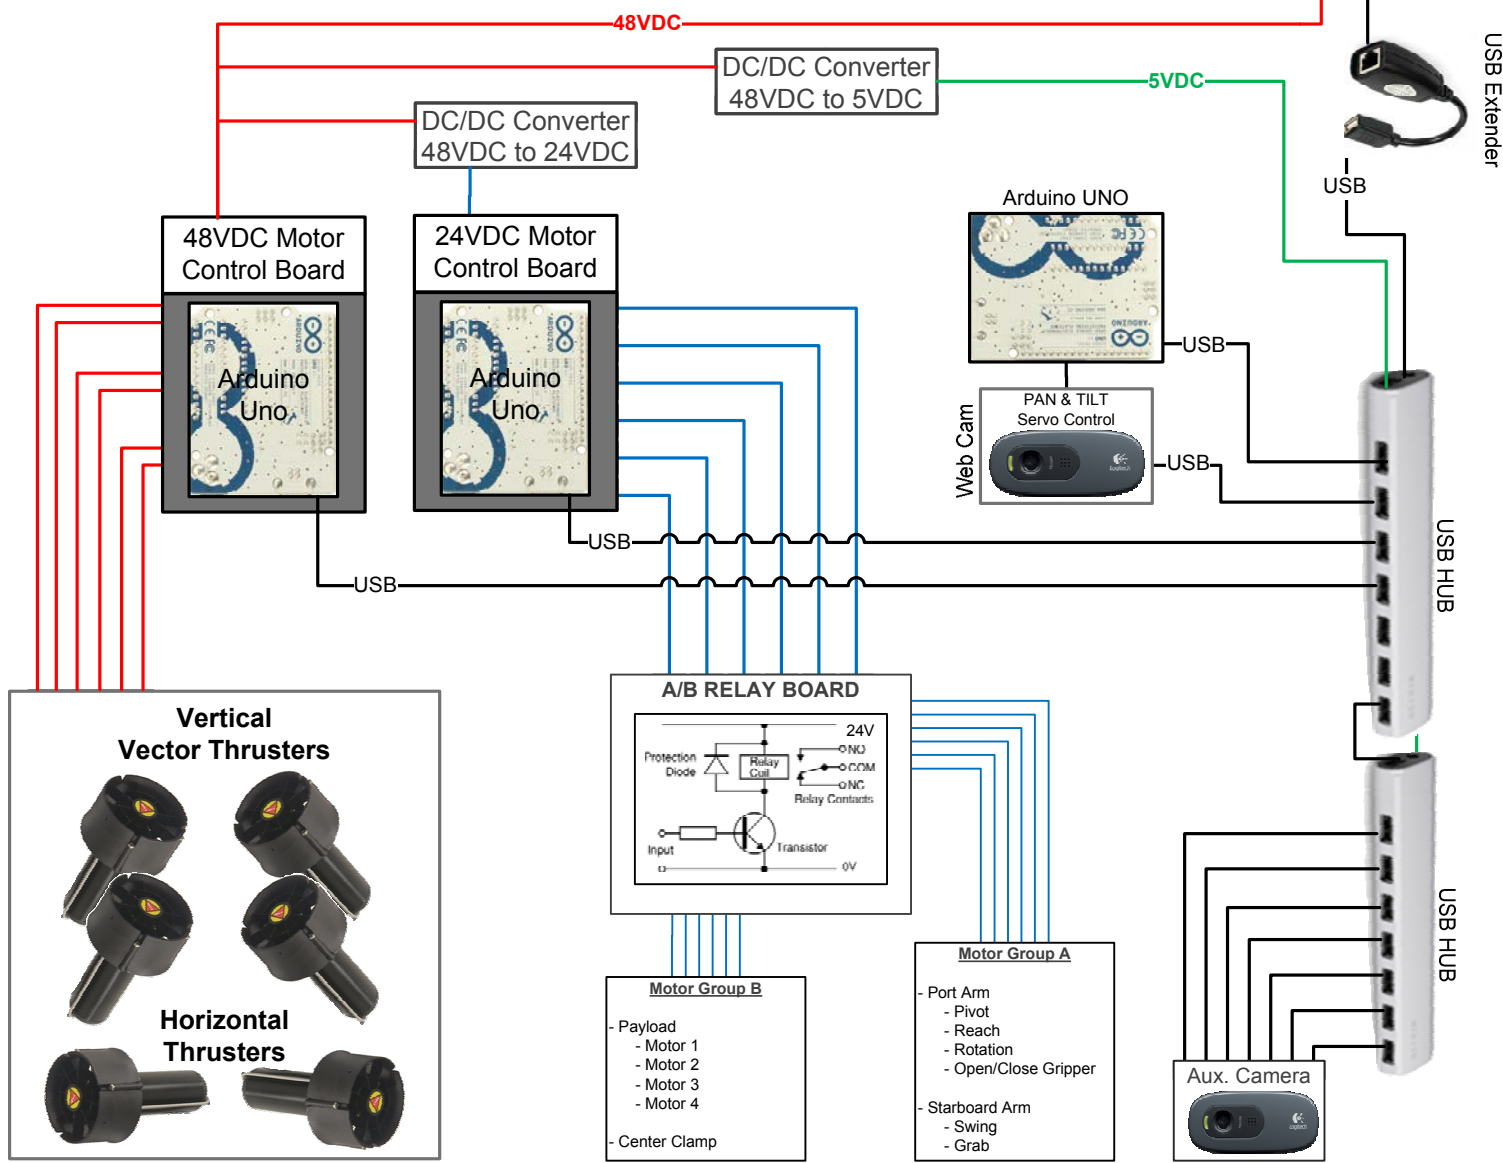 48VDC
DC/DC Converter
48VDC to 5VDC
5VDC
USB Extender
DC/DC Converter
48VDC to 24VDC
USB
Arduino UNO
48VDC Motor
Control Board
24VDC Motor
Control Board
Arduino
Uno
Arduino
Uno
USB
PAN & TILT
Servo Control
Web Cam
USB
USB
USB
USB HUB
A/B RELAY BOARD
24V
Protection
Diode
Relay
Coil
NO
COM
NC
Relay Contacts
Input
Transistor
0V
Vertical
Vector Thrusters
Horizontal
Thrusters
Motor Group B
- Payload
- Motor 1
- Motor 2
- Motor 3
- Motor 4
- Center Clamp
Motor Group A
- Port Arm
- Pivot
- Reach
- Rotation
- Open/Close Gripper
- Starboard Arm
- Swing
- Grab
USB HUB
Aux. Camera
Logitech